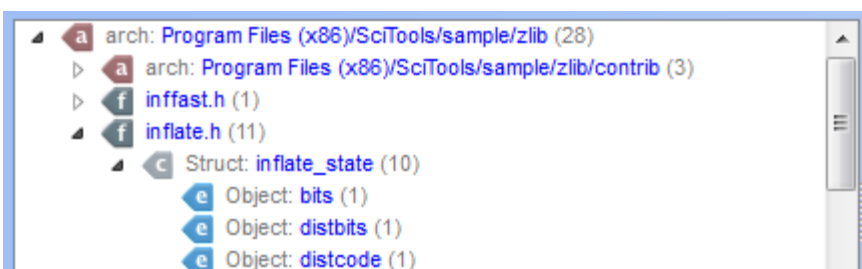 a arch: Program Files (x86)/SciTools/sample/zlib (28)
a arch: Program Files (x86)/SciTools/sample/zlib/contrib (3)
f inffast.h (1)
f inflate.h (11)
c Struct: inflate_state (10)
e Object: bits (1)
e Object: distbits (1)
e Object: distcode (1)